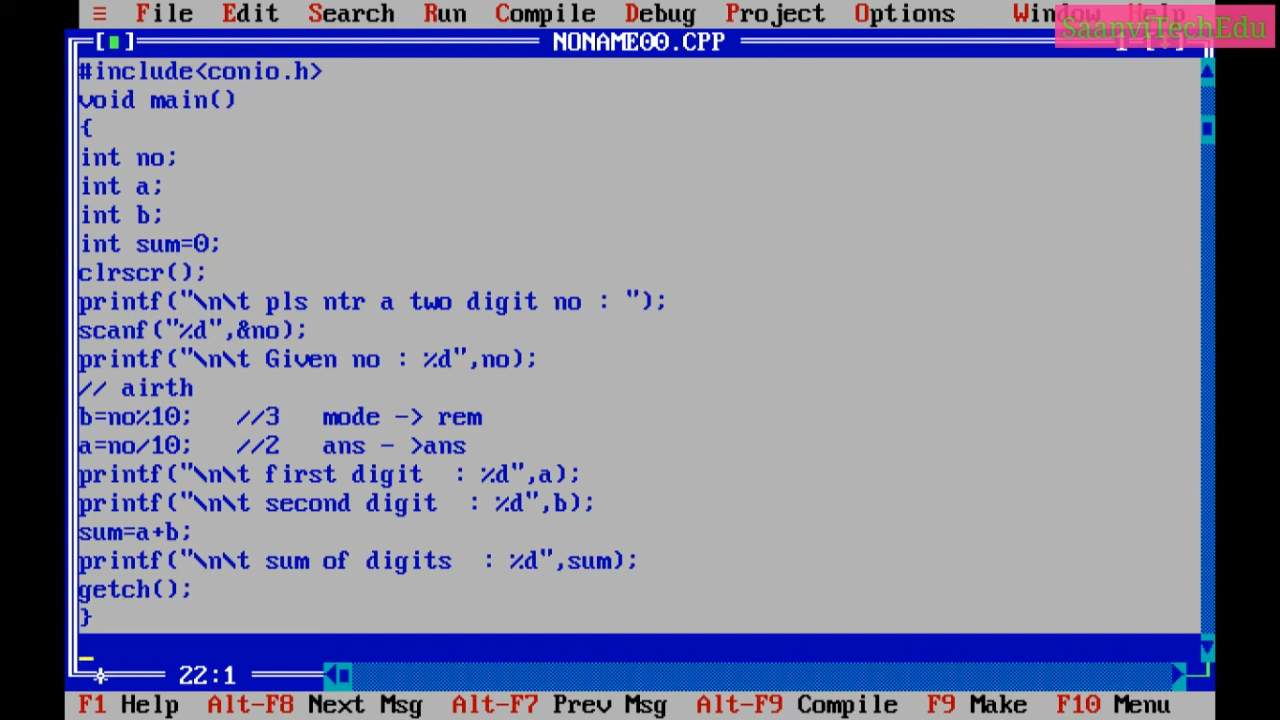 ≡ File Edit Search Run Compile Debug Project Options Window Help
SaanviTechEdu
NONAME00.CPP
#include<conio.h>
void main()
{
int no;
int a;
int b;
int sum=0;
clrscr();
printf("\n\t pls ntr a two digit no : ");
scanf("%d",&no);
printf("\n\t Given no : %d",no);
// airth
b=no%10;   //3   mode -> rem
a=no/10;   //2   ans - >ans
printf("\n\t first digit  : %d",a);
printf("\n\t second digit  : %d",b);
sum=a+b;
printf("\n\t sum of digits  : %d",sum);
getch();
}
22:1
F1 Help Alt-F8 Next Msg Alt-F7 Prev Msg Alt-F9 Compile F9 Make F10 Menu